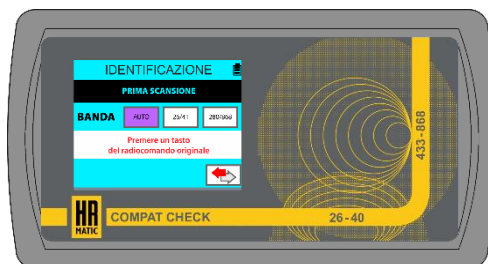 IDENTIFICAZIONE
PRIMA SCANSIONE
BANDA AUTO 26/41 280/868
Premere un tasto
del radiocomando originale
433-868
HR
MATIC
COMPAT CHECK 26-40